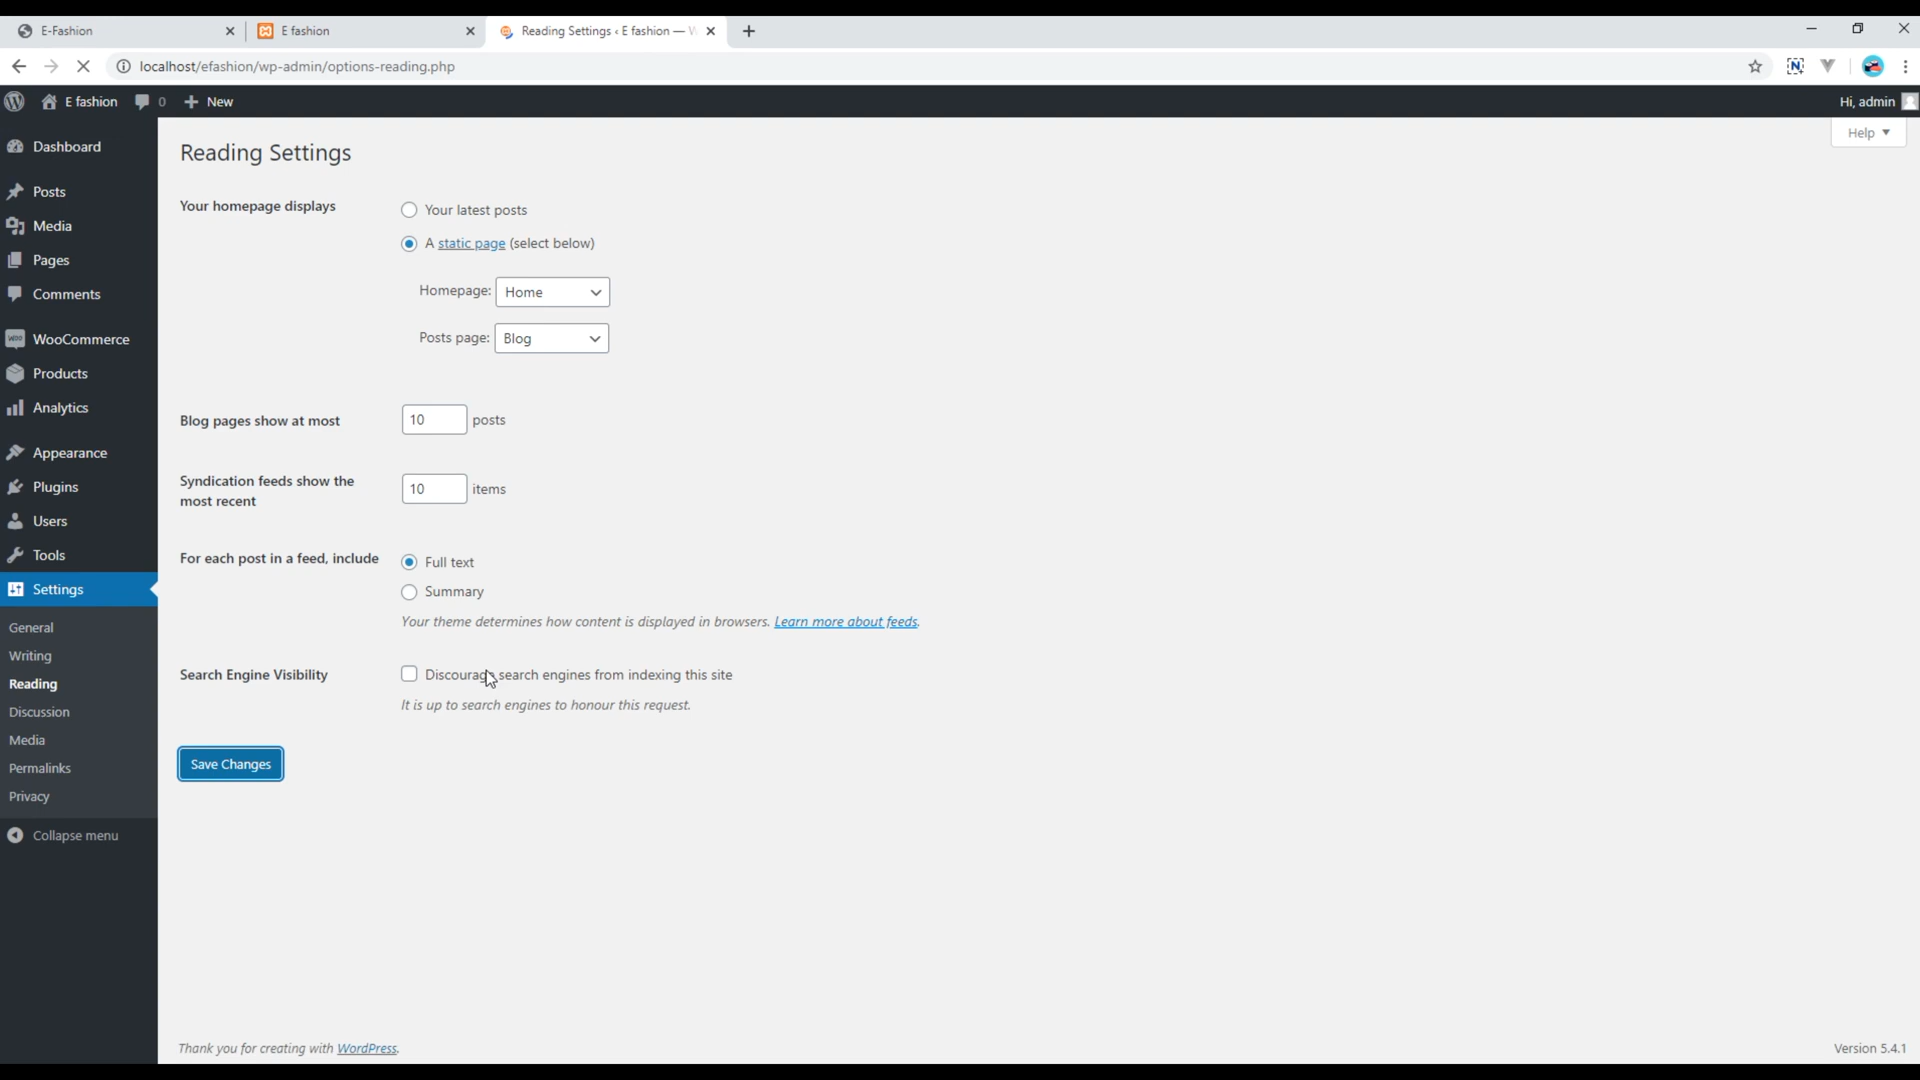 E-Fashion
E fashion
Reading Settings ‹ E fashion — W
localhost/efashion/wp-admin/options-reading.php
E fashion 0 New
Hi, admin
Help
Dashboard
Posts
Media
Pages
Comments
WooCommerce
Products
Analytics
Appearance
Plugins
Users
Tools
Settings
General
Writing
Reading
Discussion
Media
Permalinks
Privacy
Collapse menu
Reading Settings
Your homepage displays
Your latest posts
A static page (select below)
Homepage: Home
Posts page: Blog
Blog pages show at most 10 posts
Syndication feeds show the
most recent
10 items
For each post in a feed, include
Full text
Summary
Your theme determines how content is displayed in browsers. Learn more about feeds.
Search Engine Visibility
Discourage search engines from indexing this site
It is up to search engines to honour this request.
Save Changes
Thank you for creating with WordPress.
Version 5.4.1